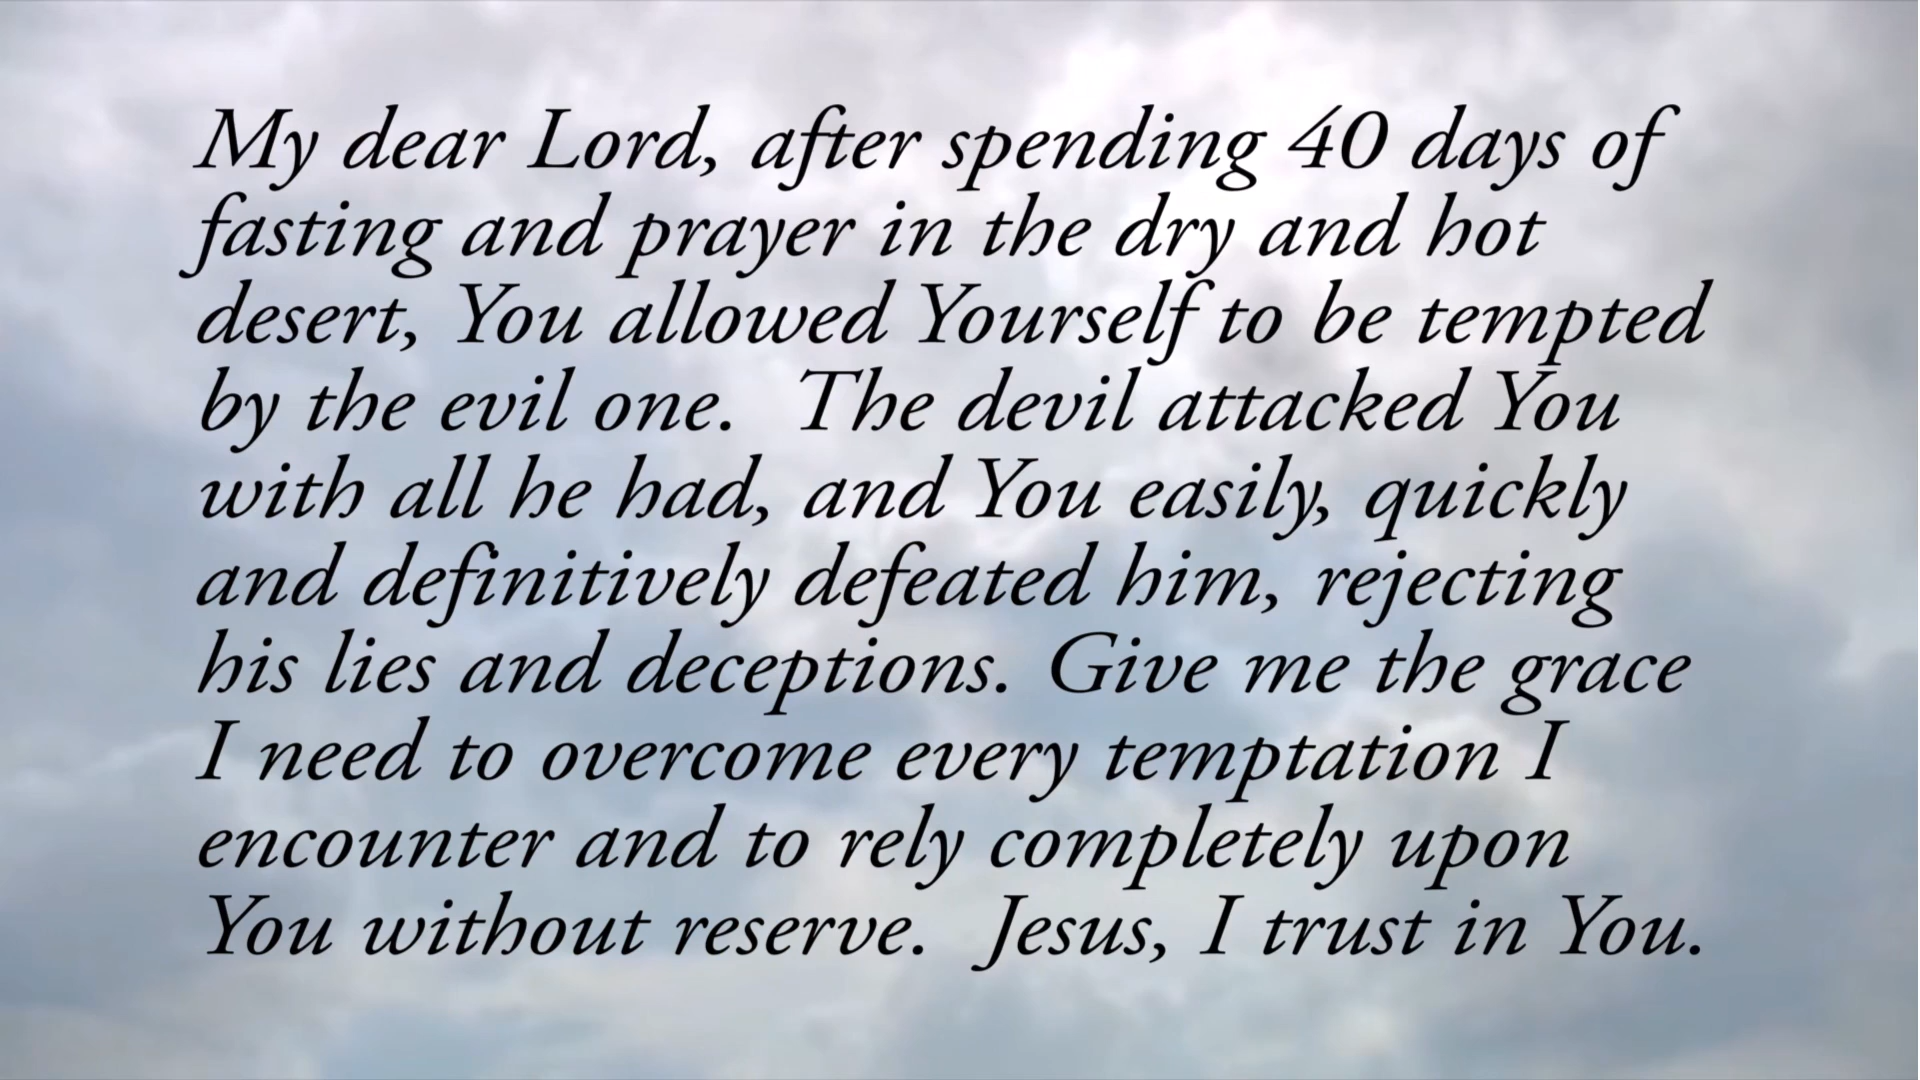 My dear Lord, after spending 40 days of
fasting and prayer in the dry and hot
desert, You allowed Yourself to be tempted
by the evil one.  The devil attacked You
with all he had, and You easily, quickly
and definitively defeated him, rejecting
his lies and deceptions. Give me the grace
I need to overcome every temptation I
encounter and to rely completely upon
You without reserve.  Jesus, I trust in You.